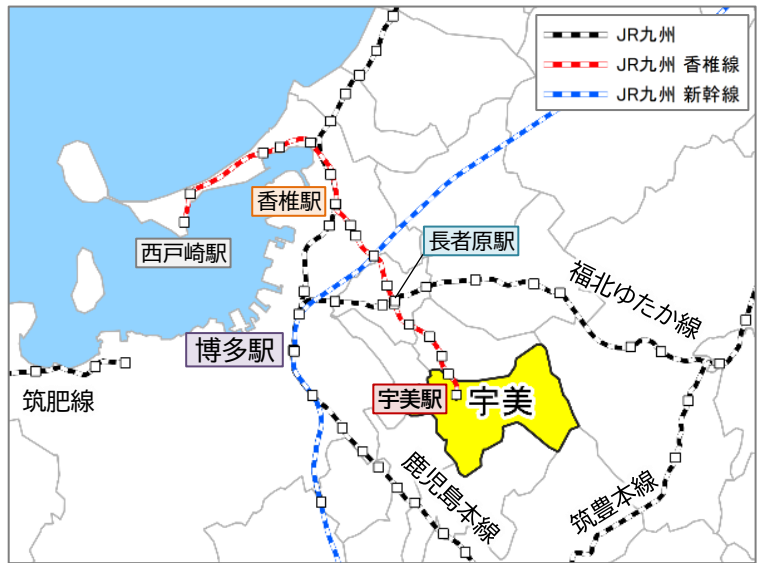 JR九州
JR九州 香椎線
JR九州 新幹線
香椎駅
西戸崎駅
長者原駅
福北ゆたか線
博多駅
筑肥線
宇美駅
宇美
鹿児島本線
筑豊本線